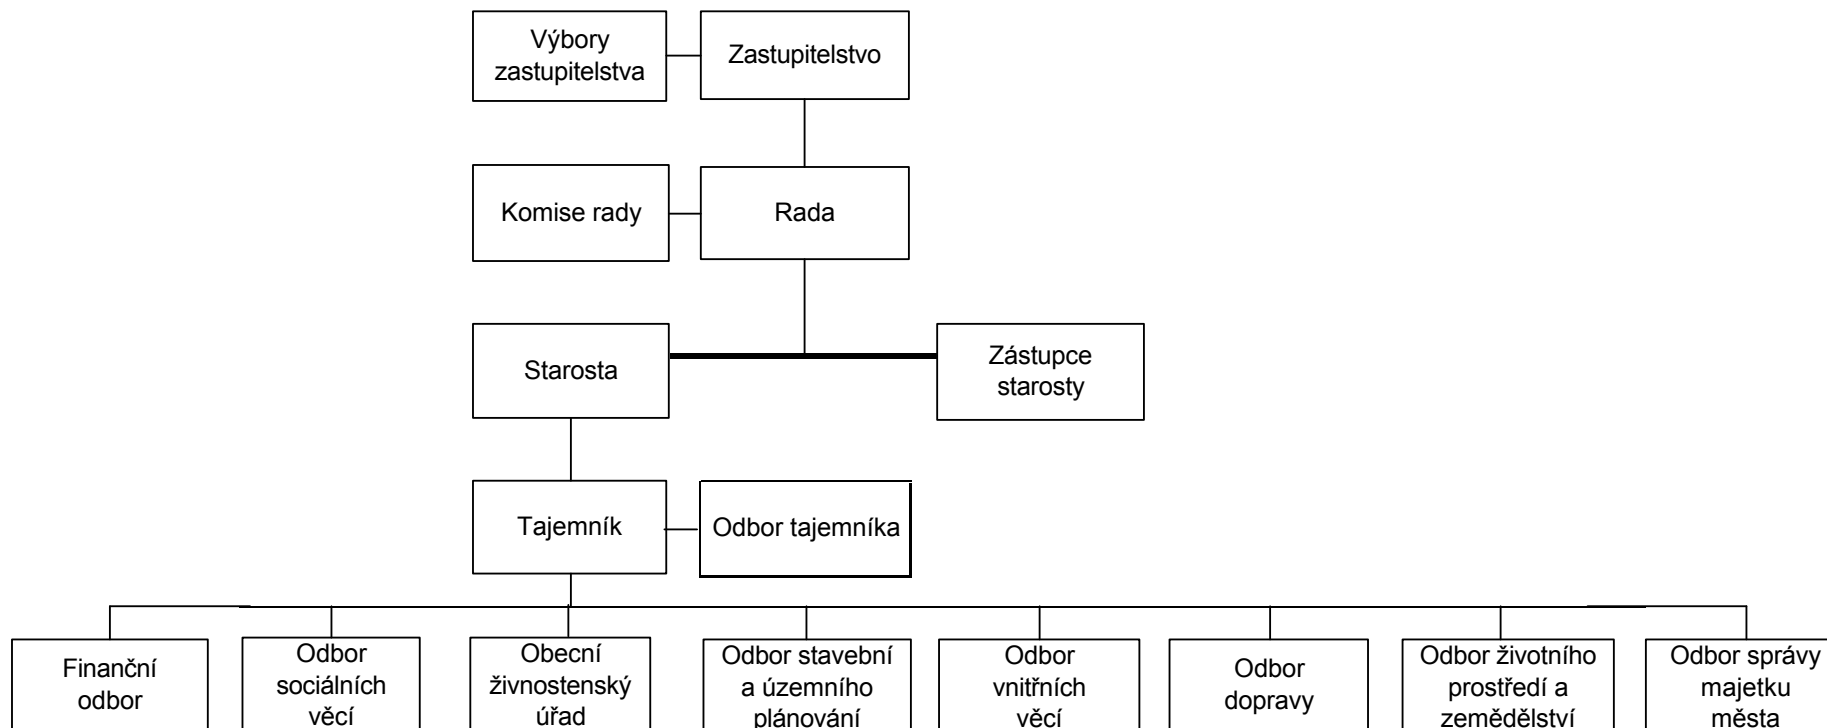 Výbory
zastupitelstva
Zastupitelstvo
Komise rady
Rada
Starosta
Zástupce
starosty
Tajemník
Odbor tajemníka
Finanční
odbor
Odbor
sociálních
věcí
Obecní
živnostenský
úřad
Odbor stavební
a územního
plánování
Odbor
vnitřních
věcí
Odbor
dopravy
Odbor životního
prostředí a
zemědělství
Odbor správy
majetku
města